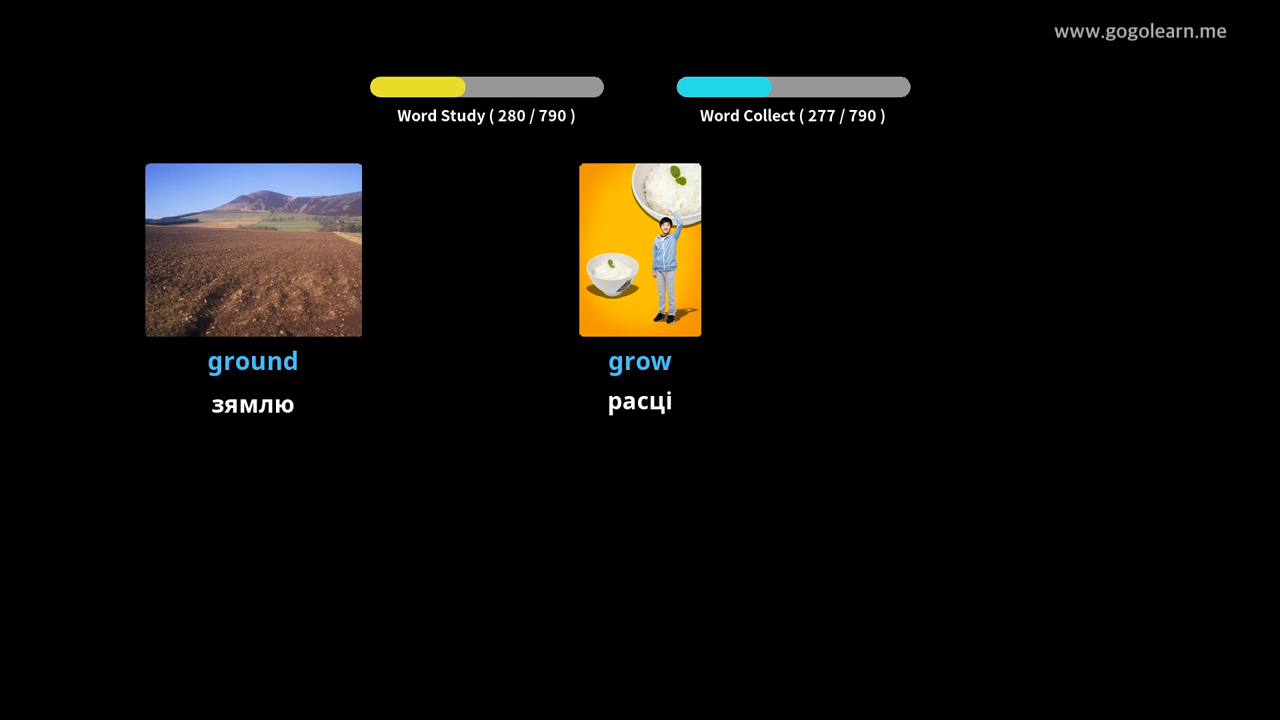 www.gogolearn.me
Word Study ( 280 / 790 )
Word Collect ( 277 / 790 )
ground
grow
зямлю
расці